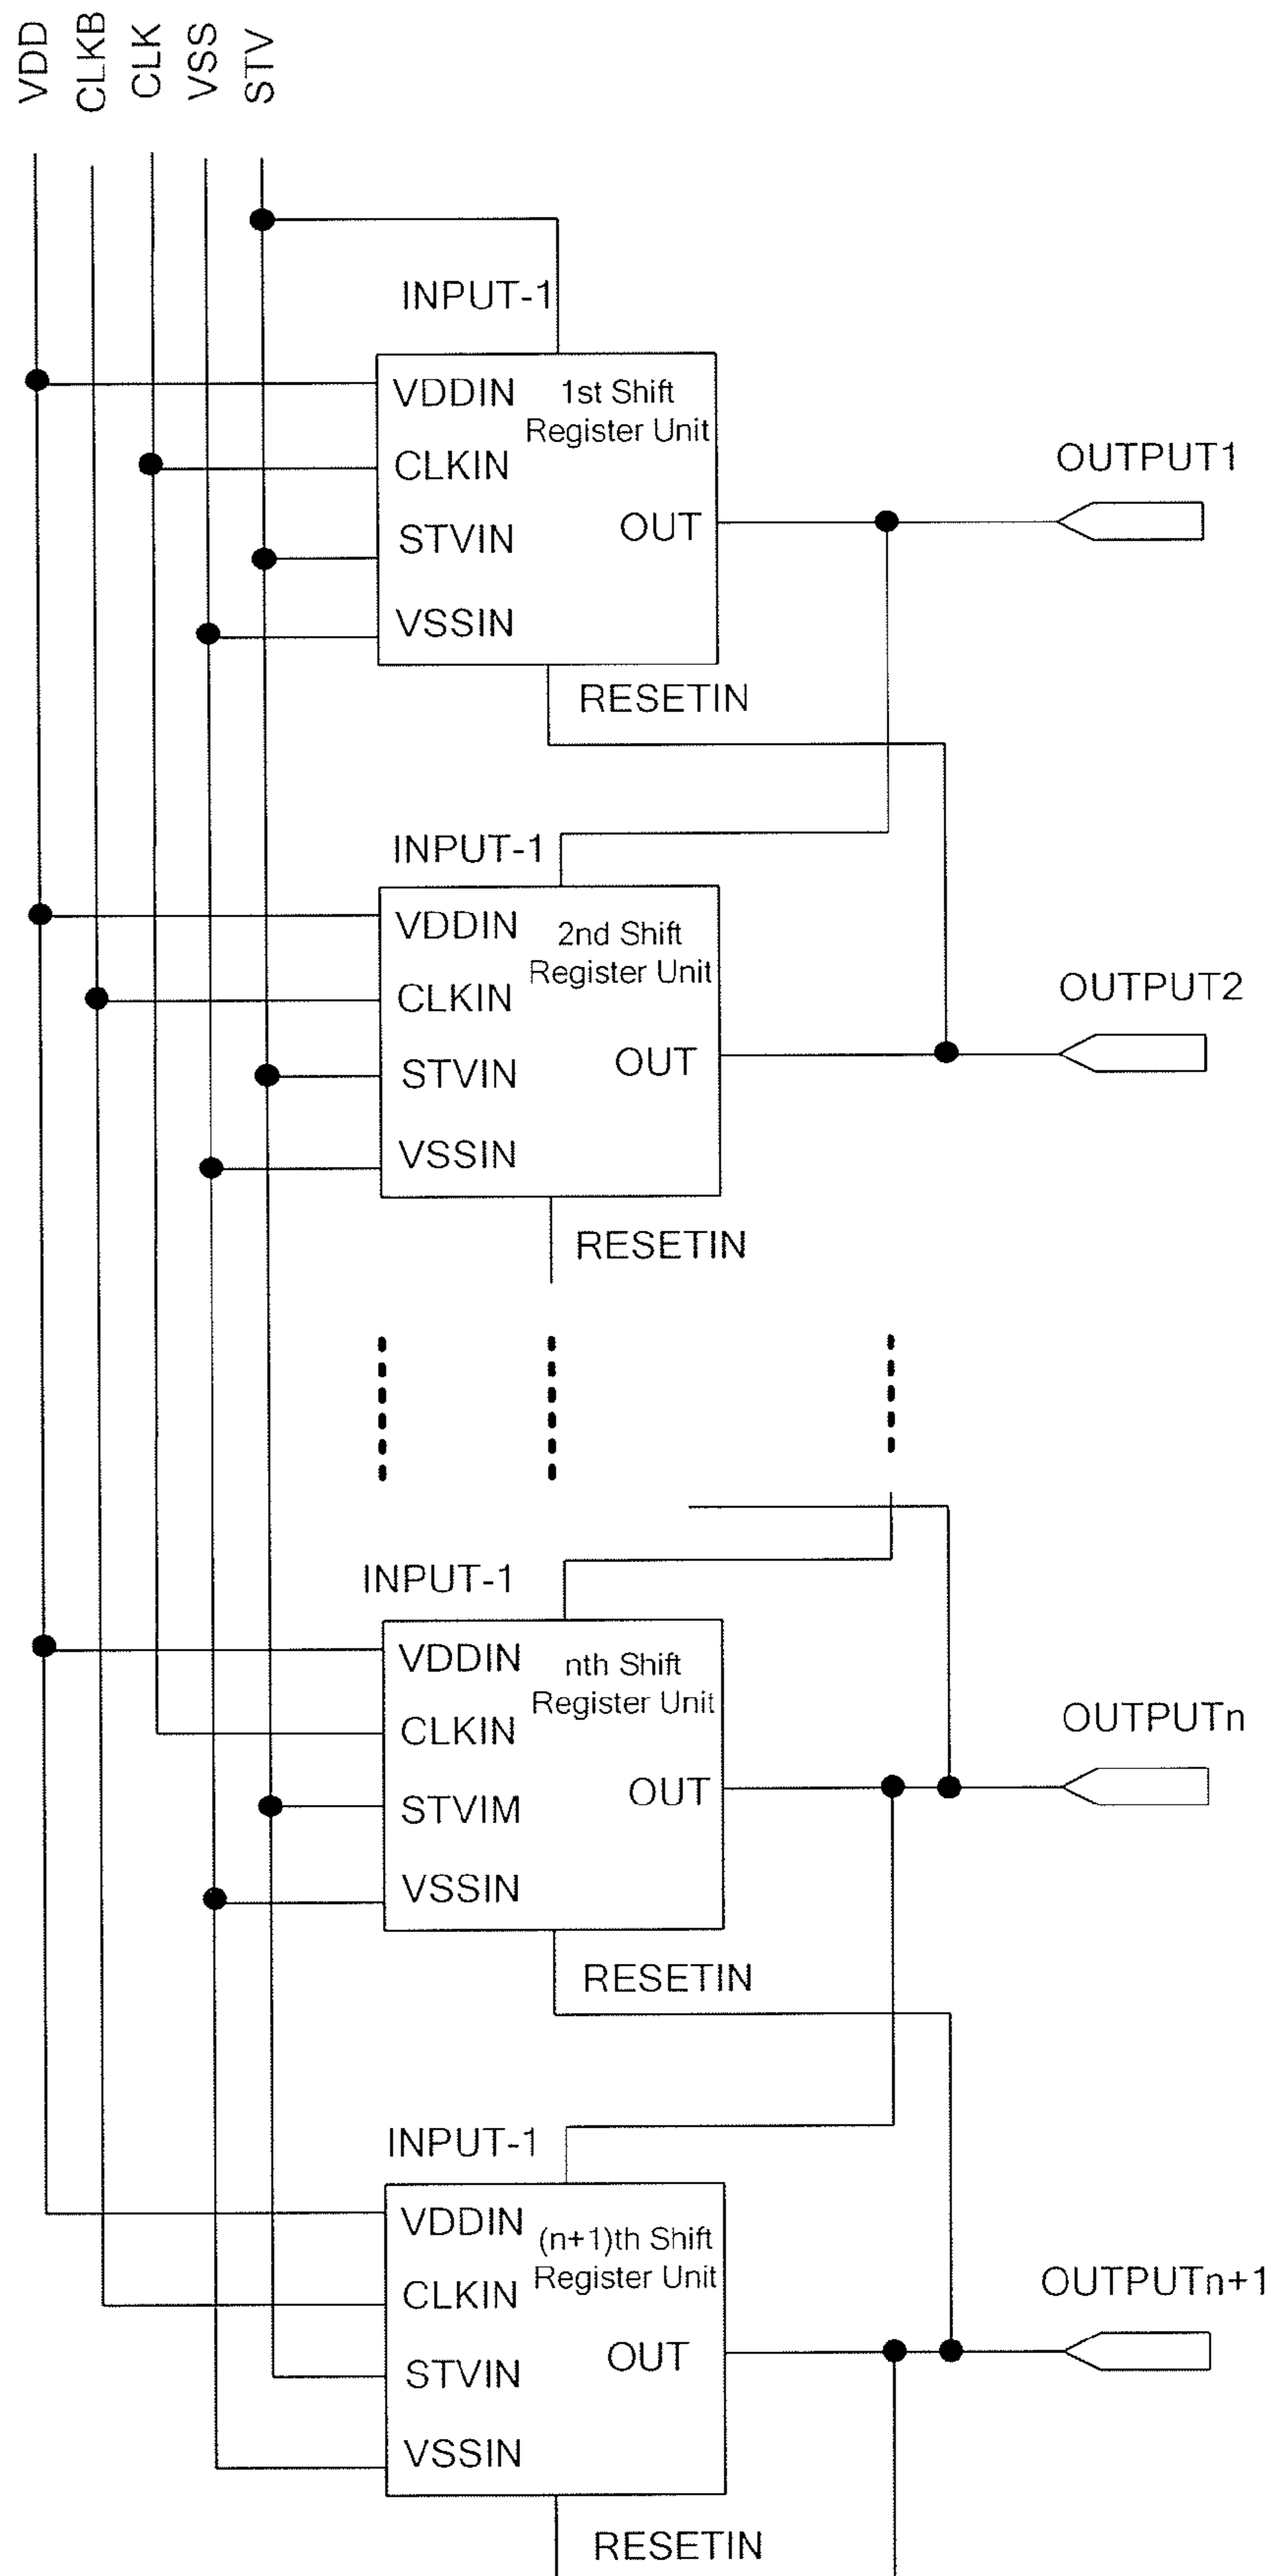 VDD
CLKB
CLK
VSS
STV
INPUT-1
VDDIN
1st Shift
Register Unit
CLKIN
STVIN
OUT
VSSIN
OUTPUT1
RESETIN
INPUT-1
VDDIN
2nd Shift
Register Unit
CLKIN
STVIN
OUT
VSSIN
OUTPUT2
RESETIN
INPUT-1
VDDIN
nth Shift
Register Unit
CLKIN
STVIM
OUT
VSSIN
OUTPUTn
RESETIN
INPUT-1
VDDIN
(n+1)th Shift
Register Unit
CLKIN
STVIN
OUT
VSSIN
OUTPUTn+1
RESETIN